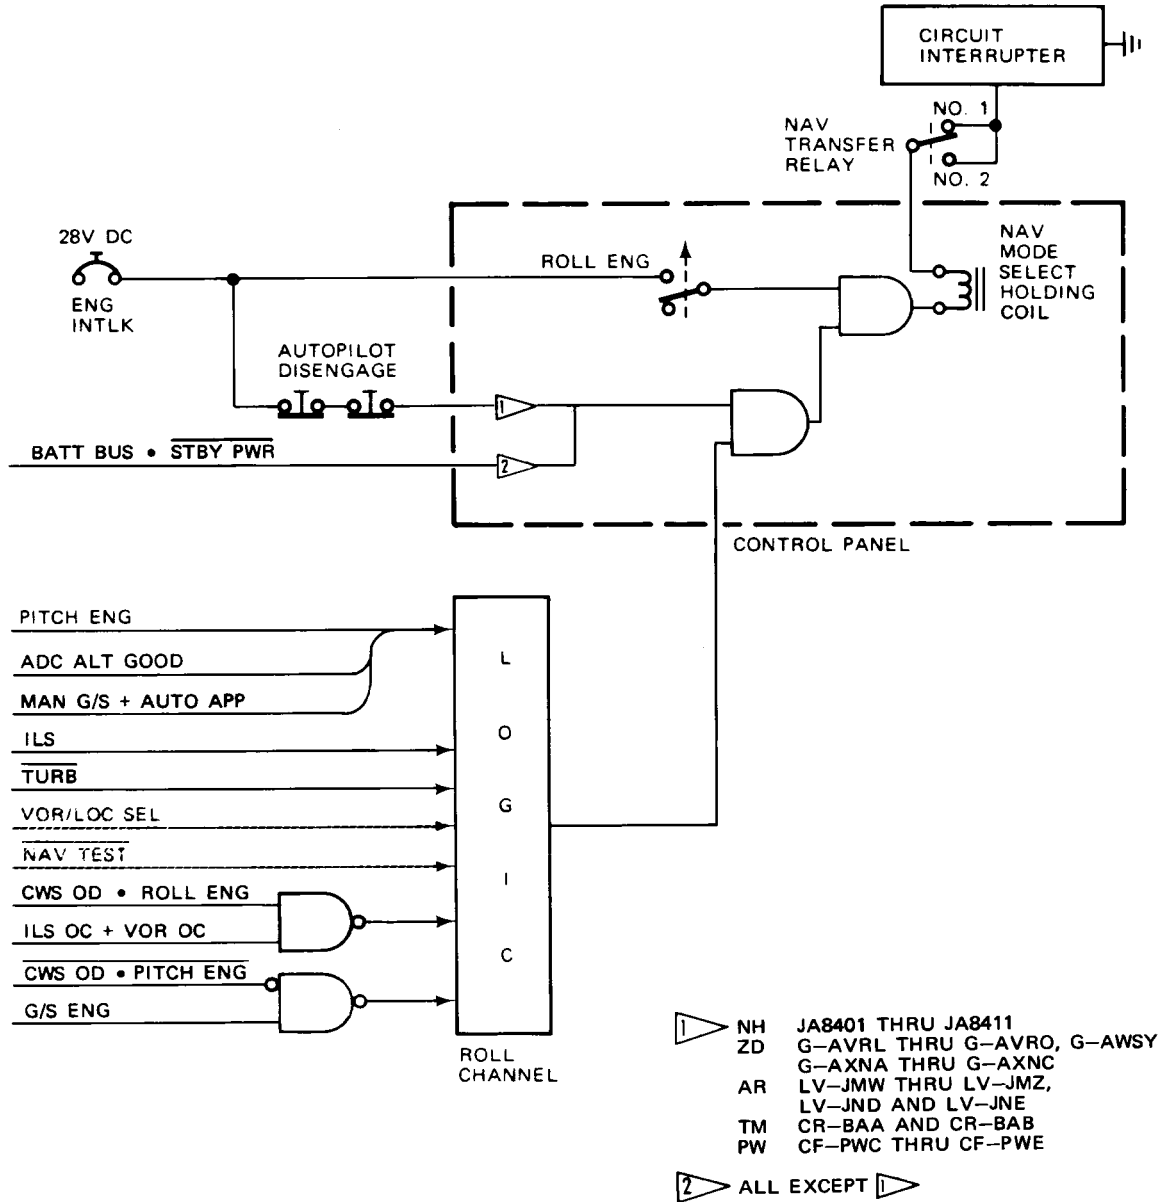 CIRCUIT
INTERRUPTER
NO. 1
NAV
TRANSFER
RELAY
NO. 2
28V DC
ENG
INTLK
ROLL ENG
NAV
MODE
SELECT
HOLDING
COIL
AUTOPILOT
DISENGAGE
1
BATT BUS • STBY PWR
2
CONTROL PANEL
PITCH ENG
ADC ALT GOOD
MAN G/S + AUTO APP
ILS
TURB
VOR/LOC SEL
NAV TEST
CWS OD • ROLL ENG
ILS OC + VOR OC
CWS OD • PITCH ENG
G/S ENG
LOGIC
ROLL
CHANNEL
1 NH JA8401 THRU JA8411
ZD G–AVRL THRU G–AVRO, G–AWSY
G–AXNA THRU G–AXNC
AR LV–JMW THRU LV–JMZ,
LV–JND AND LV–JNE
TM CR–BAA AND CR–BAB
PW CF–PWC THRU CF–PWE
2 ALL EXCEPT 1